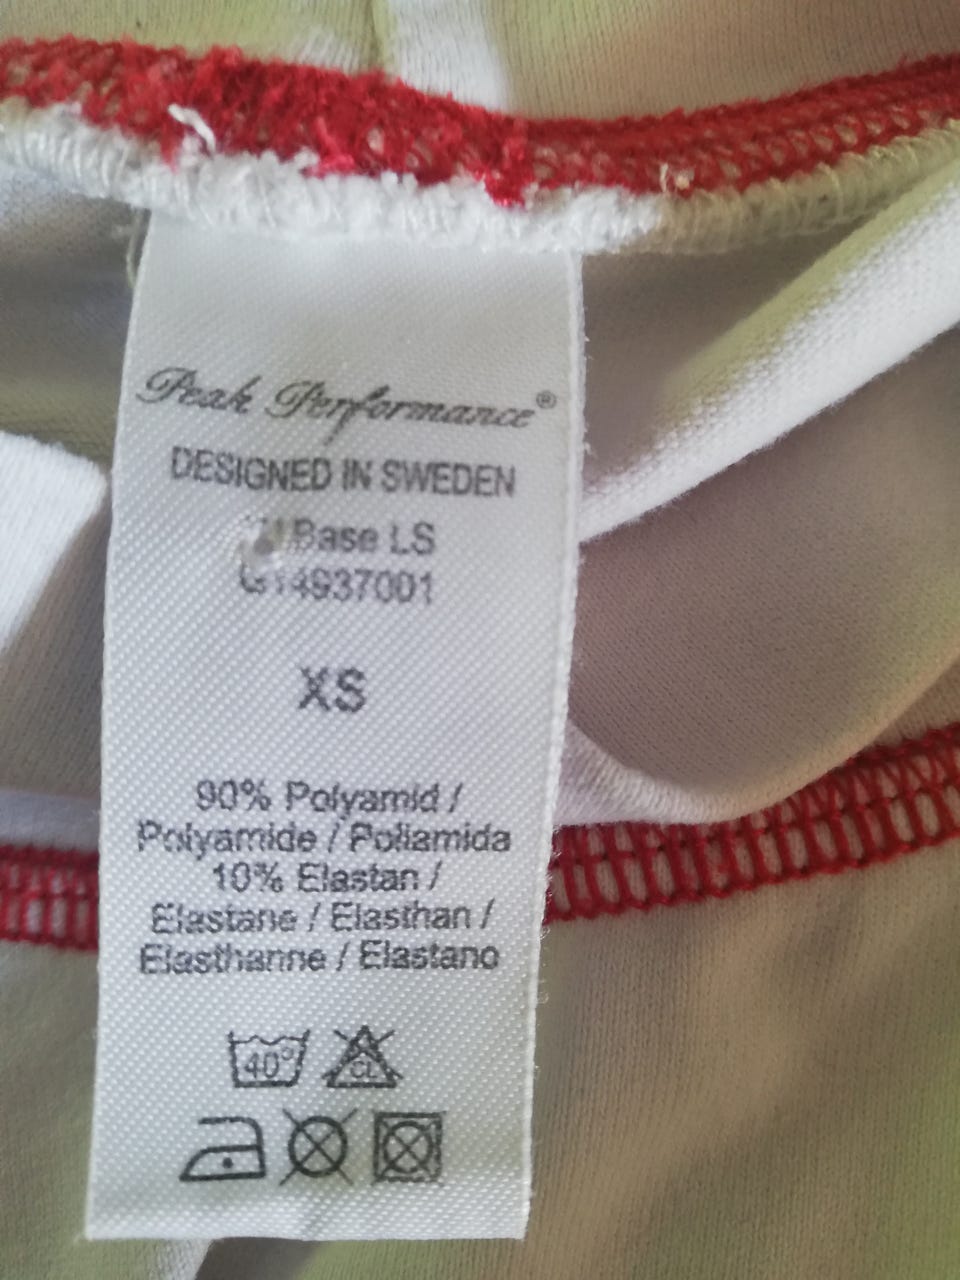 Peak Performance®
DESIGNED IN SWEDEN
Base LS
G14937001
XS
90% Polyamid /
Polyamide / Poliamida
10% Elastan /
Elastane / Elasthan /
Elasthanne / Elastano
40°
CL